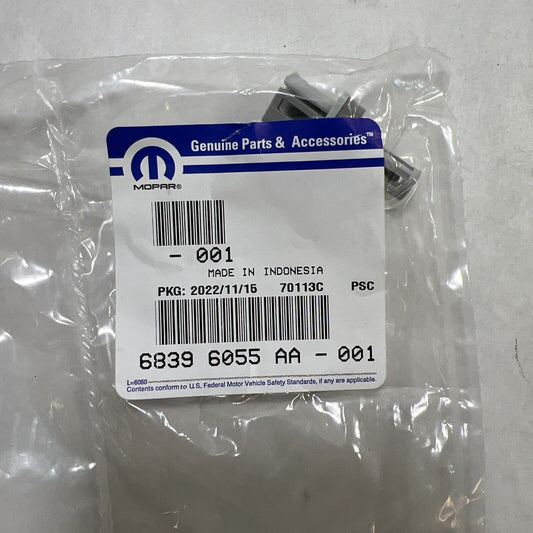 Genuine Parts & Accessories™
MOPAR®
- 001
MADE IN INDONESIA
PKG: 2022/11/15 70113C PSC
6839 6055 AA - 001
L=6060
Contents conform to U.S. Federal Motor Vehicle Safety Standards, if any are applicable.